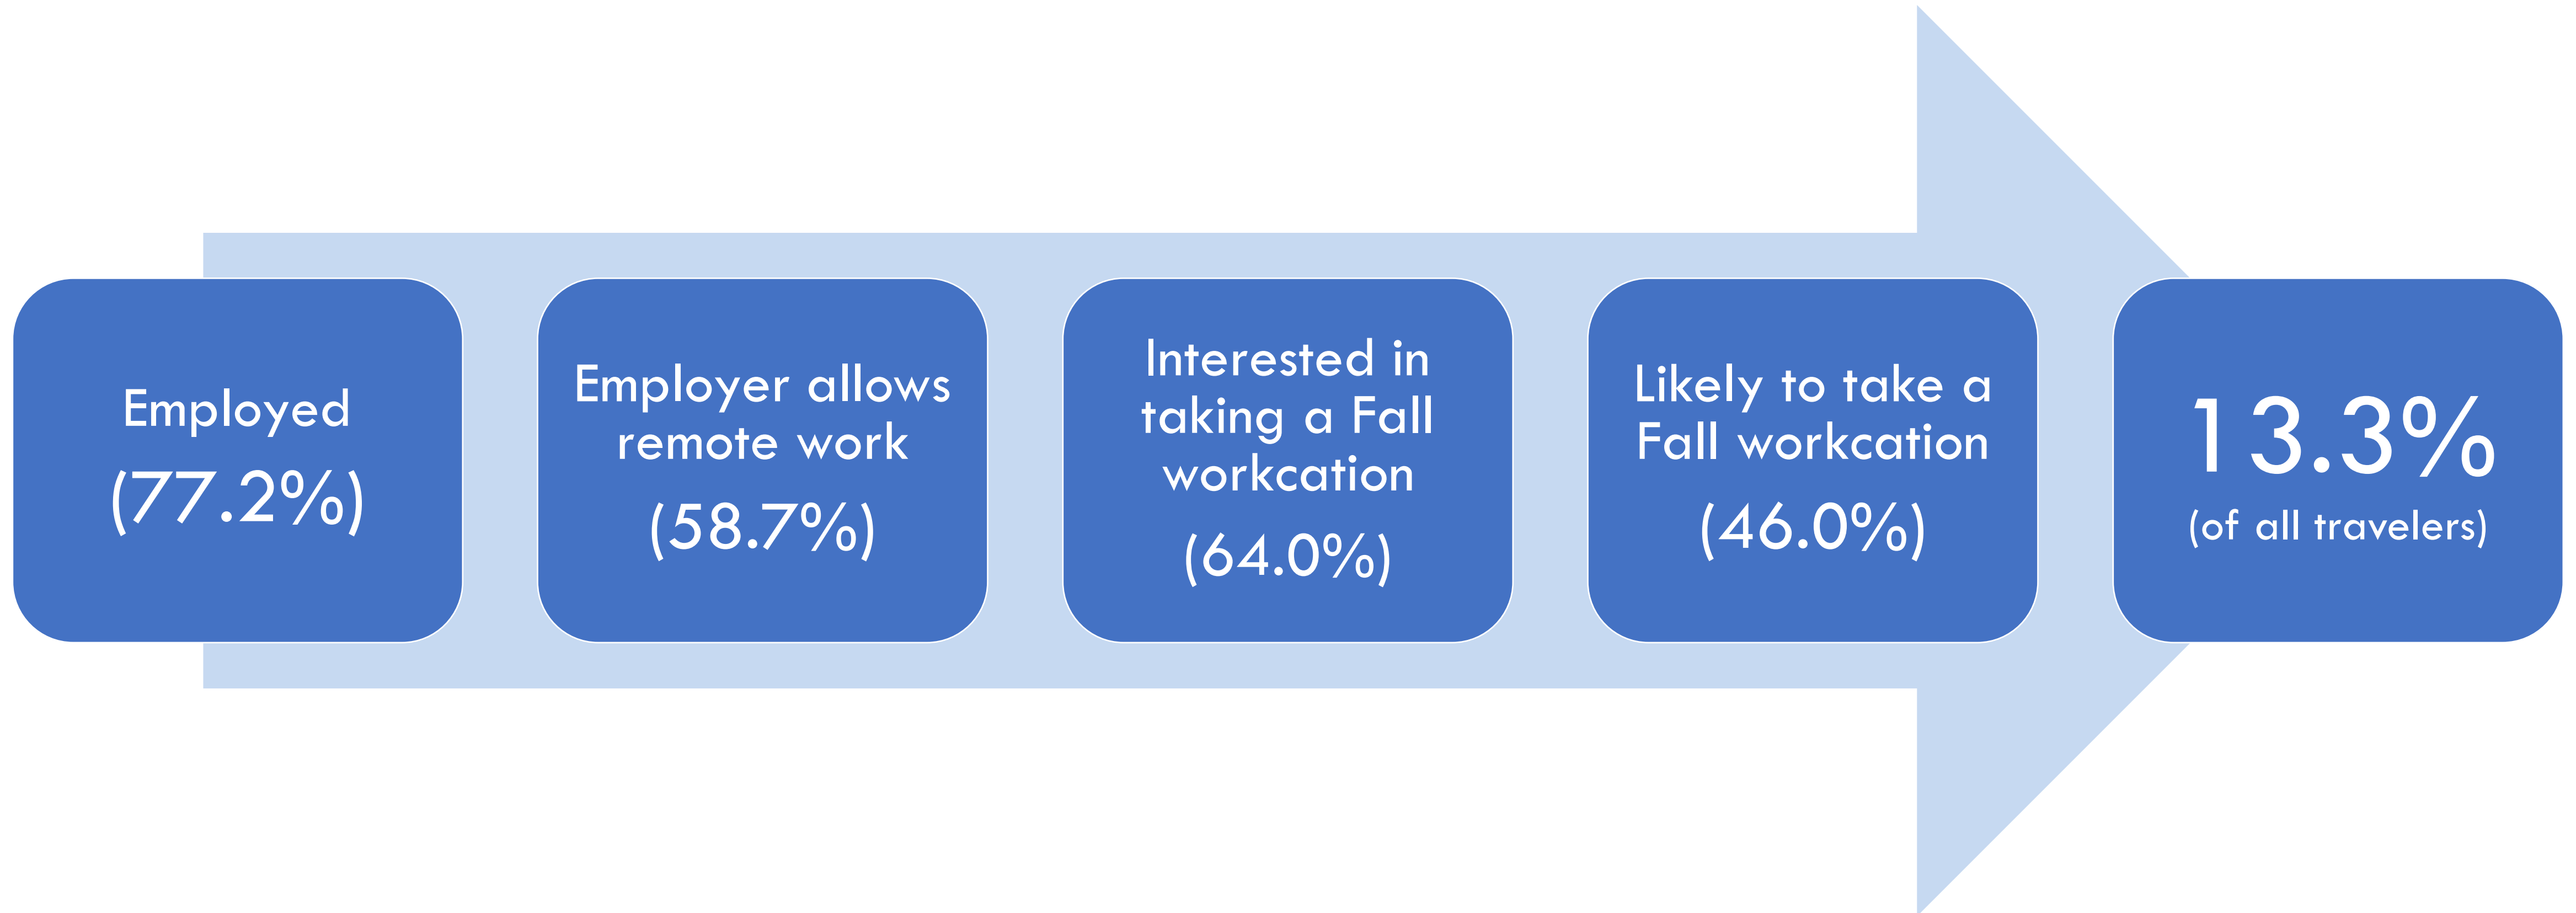 Employed
(77.2%)
Employer allows
remote work
(58.7%)
Interested in
taking a Fall
workcation
(64.0%)
Likely to take a
Fall workcation
(46.0%)
13.3%
(of all travelers)